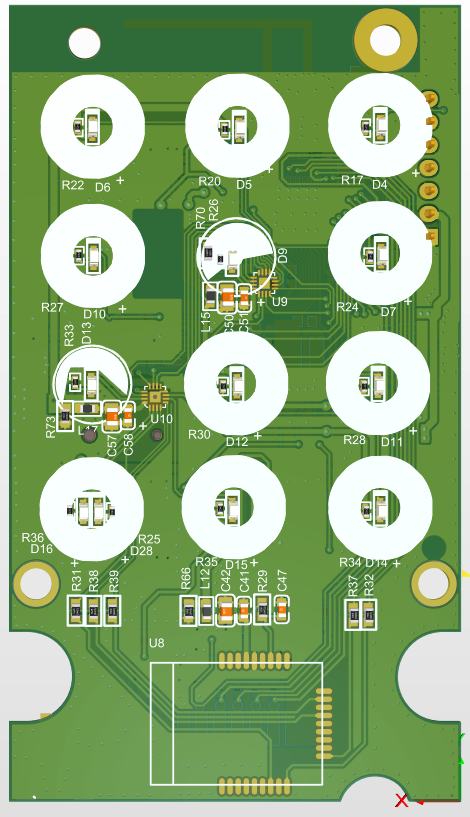 R22 D6 +
R20 D5 +
R17 D4 +
R70
R26
D9
R27 D10 +
L15
C50
C51
+ U9
R24 D7 +
R33
D13
R73
C57
C58
+ U10
R30 D12 +
R28 D11 +
R36
D16 +
R25
D28 +
R35 D15 +
R34 D14 +
R31
R38
R39
R66
L12
C42
C41
R29
C47
R37
R32
U8
X